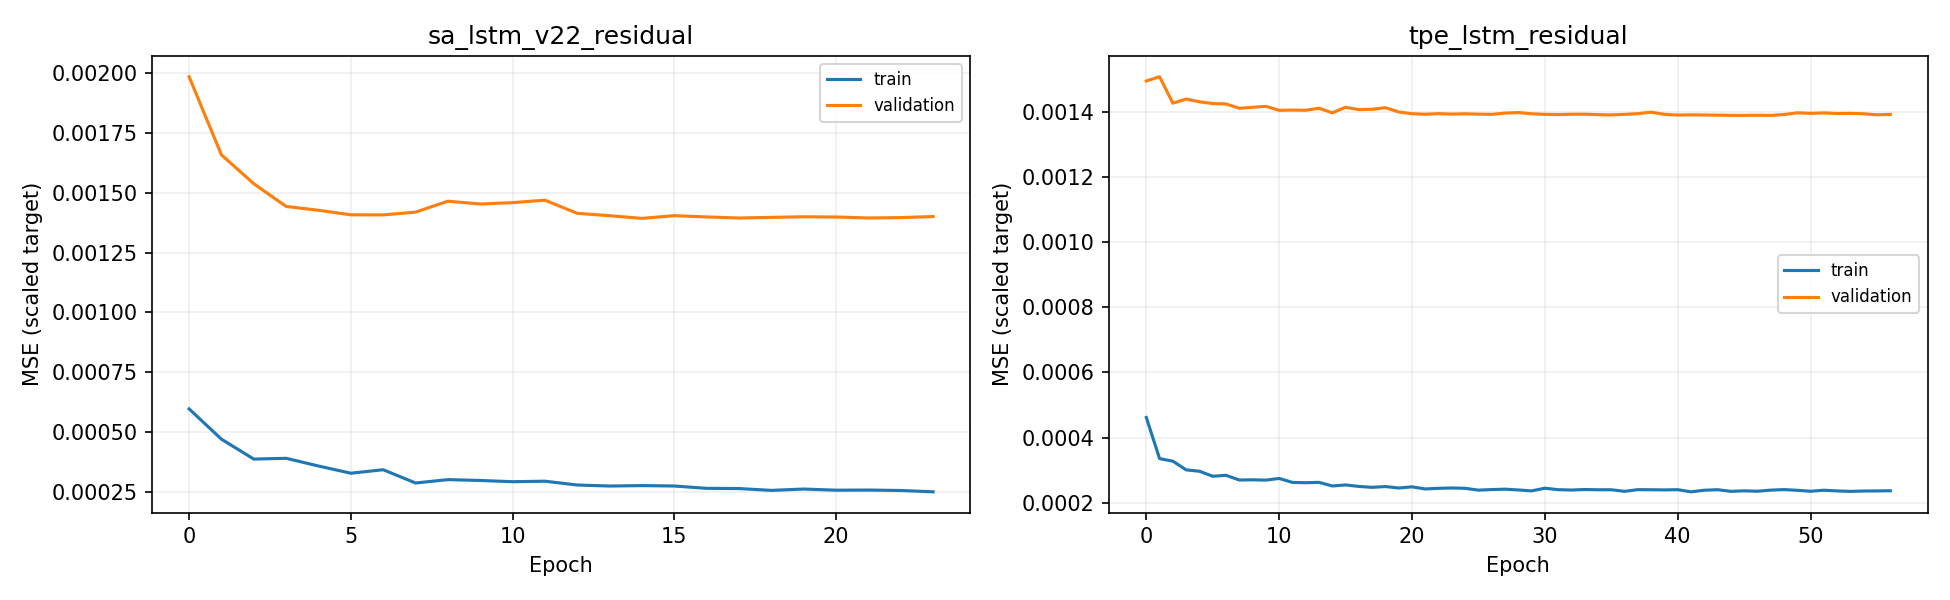 sa_lstm_v22_residual
MSE (scaled target)
0.00200
0.00175
0.00150
0.00125
0.00100
0.00075
0.00050
0.00025
train
validation
0
5
10
15
20
Epoch
tpe_lstm_residual
MSE (scaled target)
0.0014
0.0012
0.0010
0.0008
0.0006
0.0004
0.0002
train
validation
0
10
20
30
40
50
Epoch